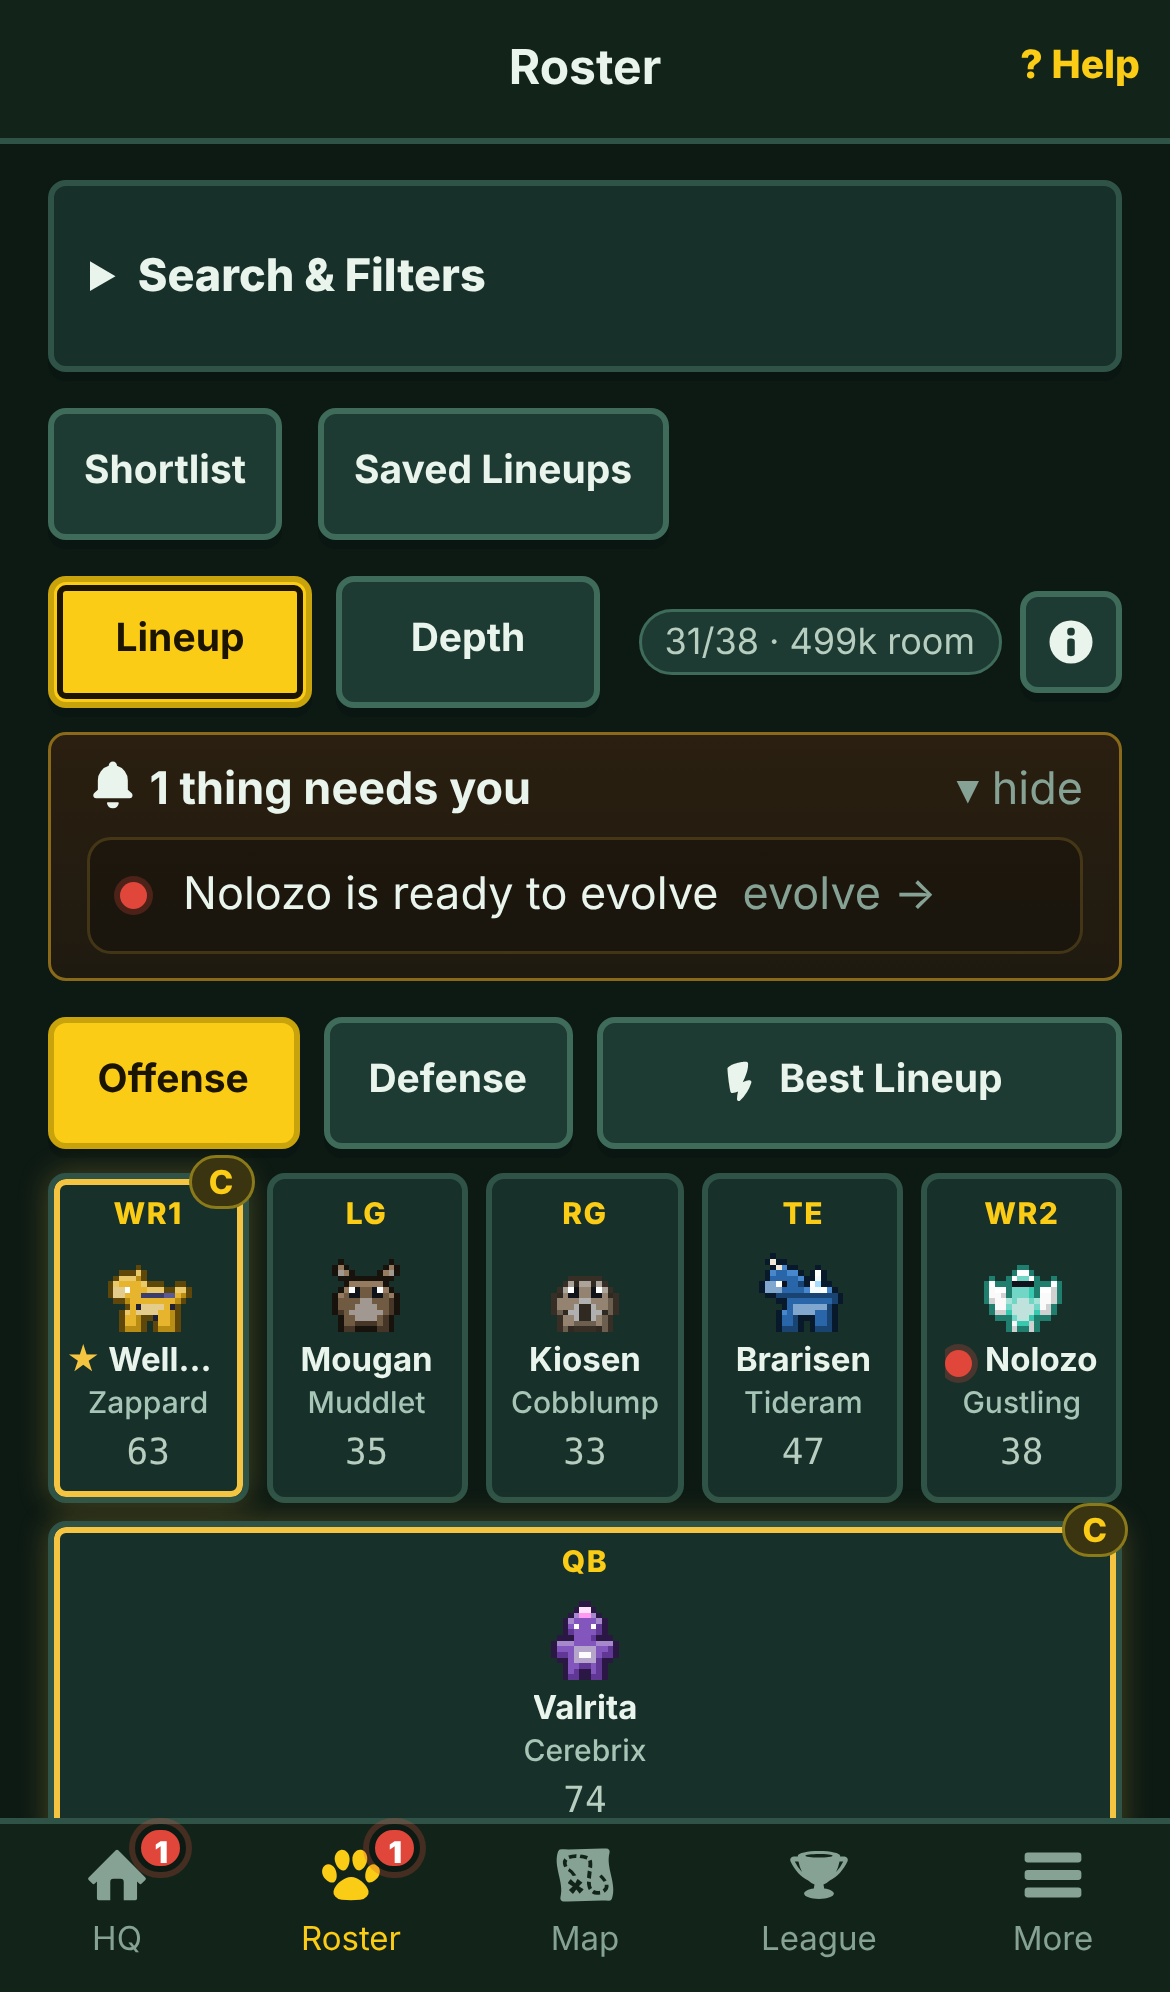 Roster
? Help
▶ Search & Filters
Shortlist
Saved Lineups
Lineup
Depth
31/38 · 499k room
1 thing needs you
▼ hide
Nolozo is ready to evolve evolve →
Offense
Defense
Best Lineup
C
WR1
LG
RG
TE
WR2
★ Well...
Mougan
Kiosen
Brarisen
Nolozo
Zappard
Muddlet
Cobblump
Tideram
Gustling
63
35
33
47
38
C
QB
Valrita
Cerebrix
74
1
1
HQ
Roster
Map
League
More